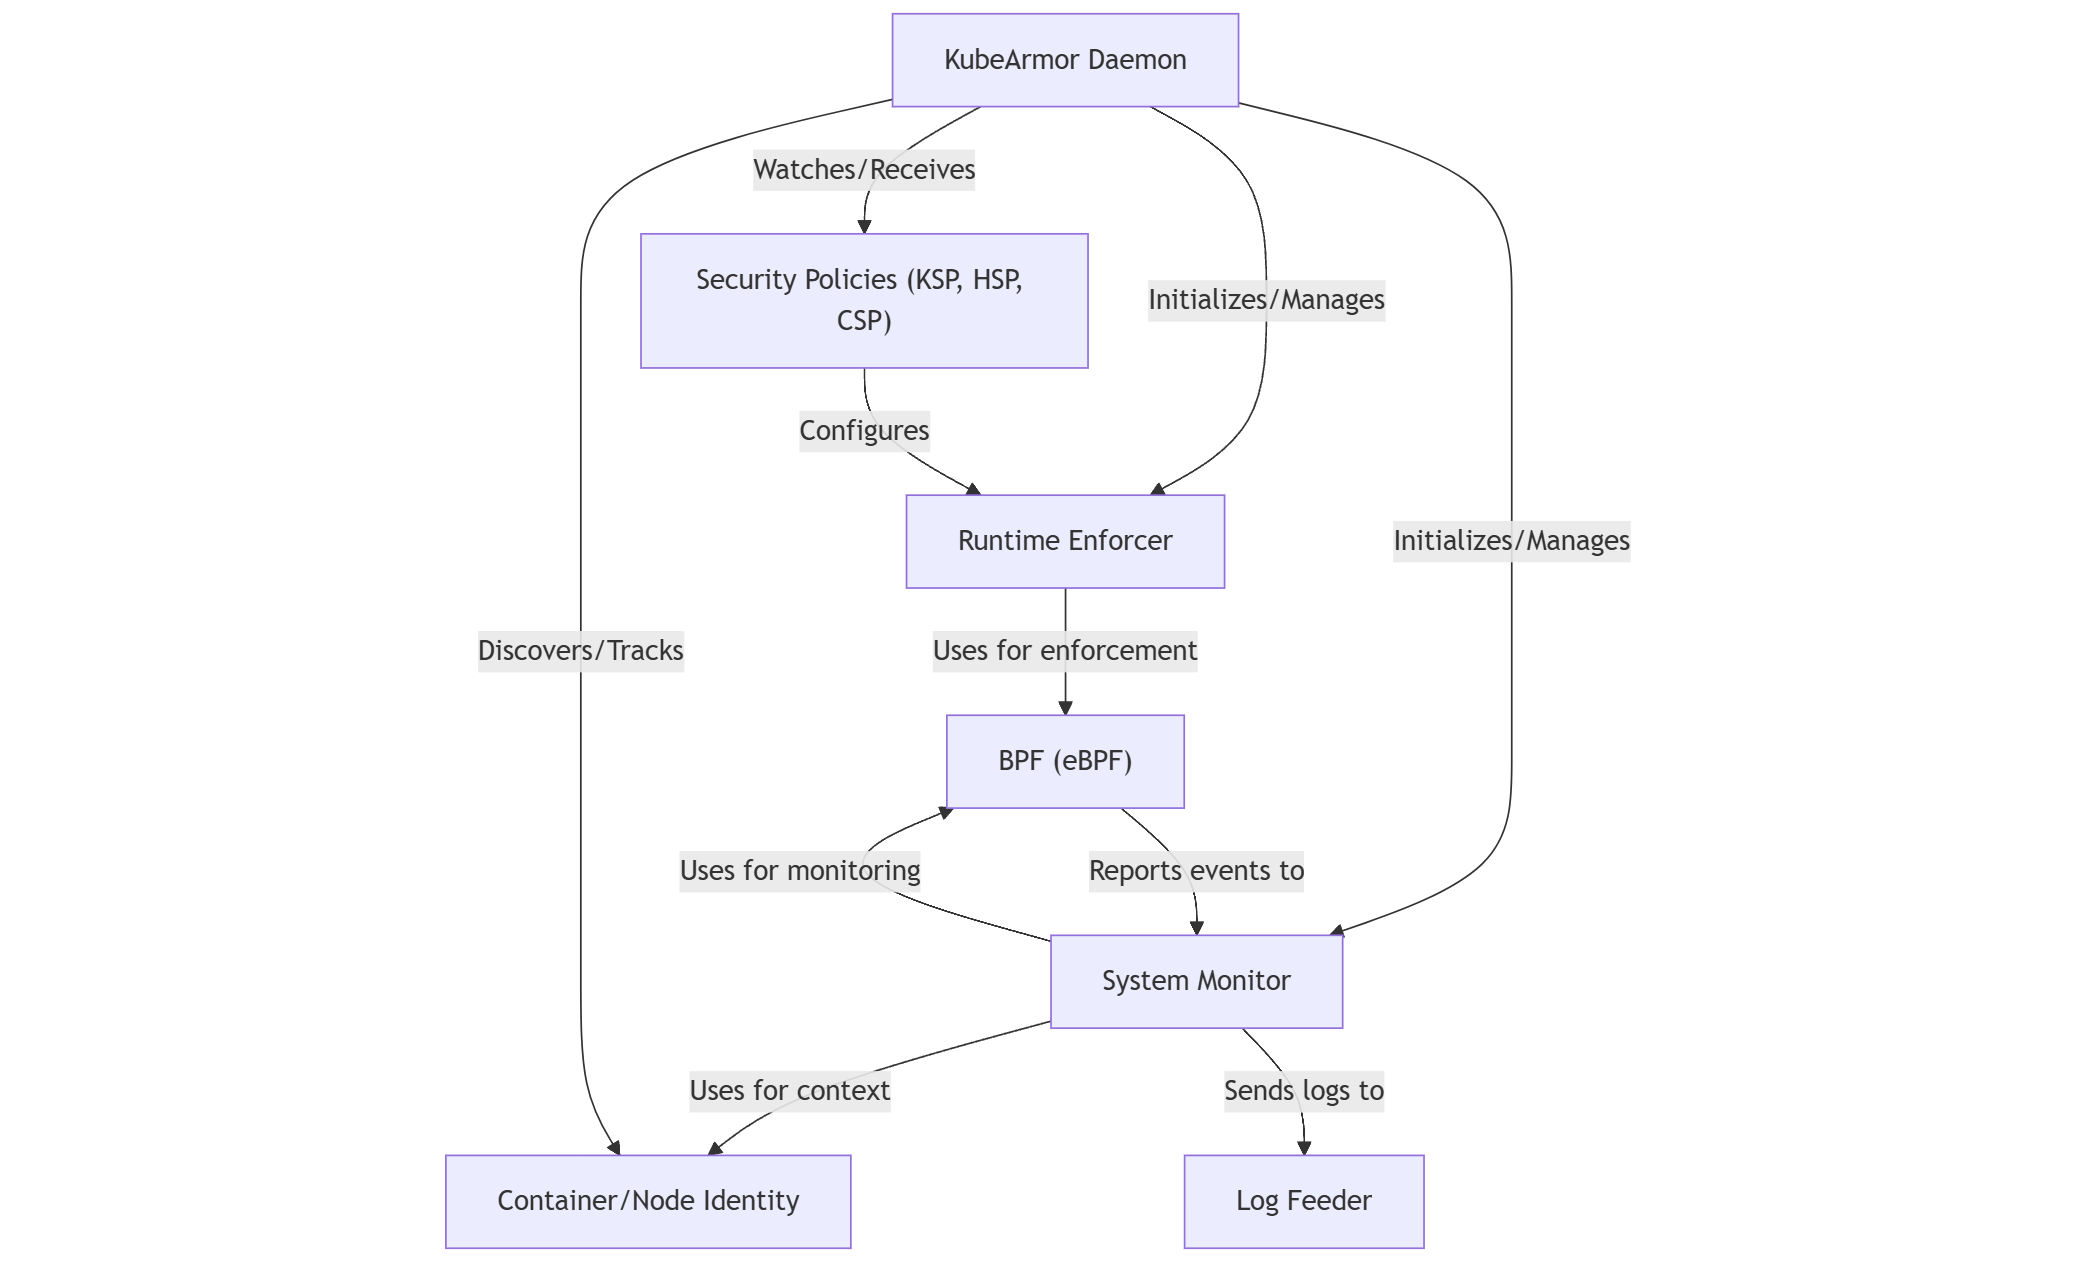 KubeArmor Daemon
Watches/Receives
Security Policies (KSP, HSP,
CSP)
Initializes/Manages
Configures
Runtime Enforcer
Initializes/Manages
Discovers/Tracks
Uses for enforcement
BPF (eBPF)
Uses for monitoring
Reports events to
System Monitor
Uses for context
Sends logs to
Container/Node Identity
Log Feeder